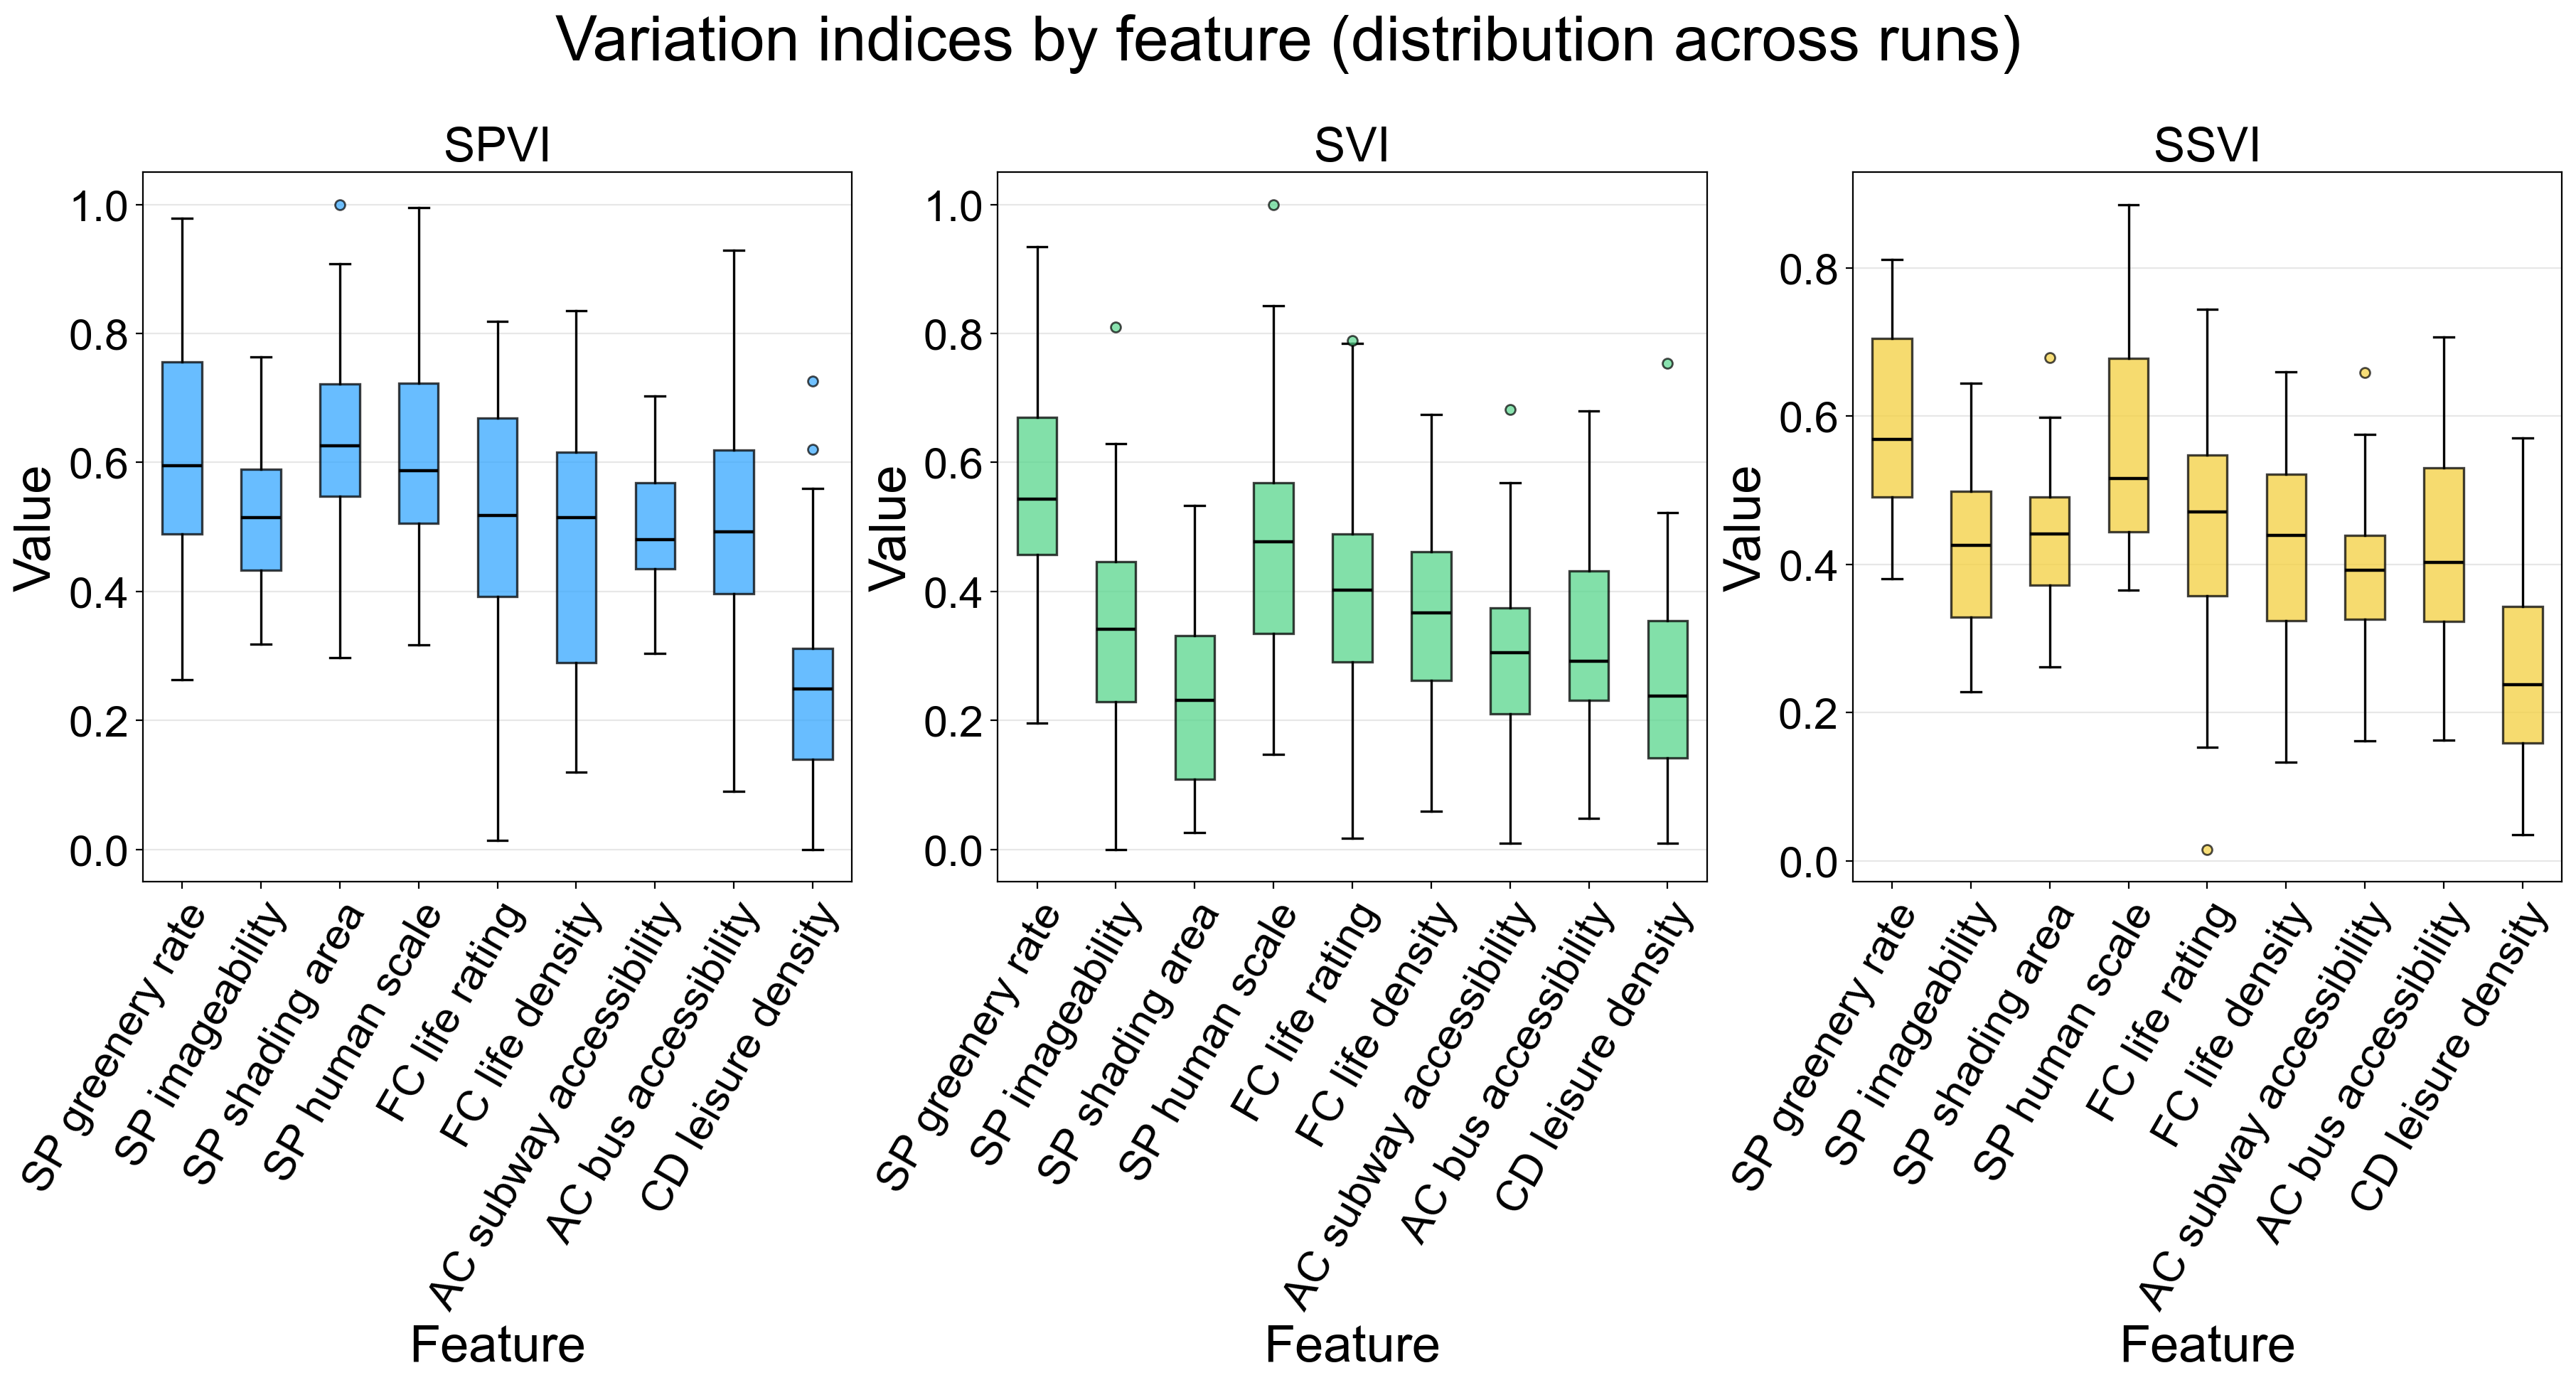 Variation indices by feature (distribution across runs)
SPVI
Value
1.0
0.8
0.6
0.4
0.2
0.0
SP greenery rate
SP imageability
SP shading area
SP human scale
FC life rating
FC life density
AC subway accessibility
AC bus accessibility
CD leisure density
Feature
SVI
Value
1.0
0.8
0.6
0.4
0.2
0.0
SP greenery rate
SP imageability
SP shading area
SP human scale
FC life rating
FC life density
AC subway accessibility
AC bus accessibility
CD leisure density
Feature
SSVI
Value
0.8
0.6
0.4
0.2
0.0
SP greenery rate
SP imageability
SP shading area
SP human scale
FC life rating
FC life density
AC subway accessibility
AC bus accessibility
CD leisure density
Feature